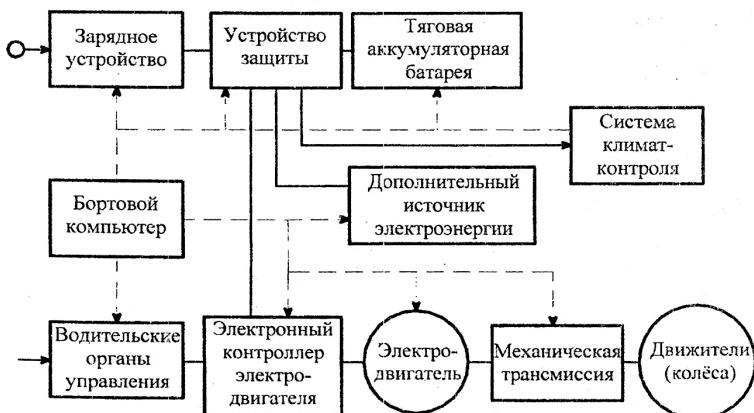 Зарядное
устройство
Устройство
защиты
Тяговая
аккумуляторная
батарея
Система
климат-
контроля
Бортовой
компьютер
Дополнительный
источник
электроэнергии
Водительские
органы
управления
Электронный
контроллер
электро-
двигателя
Электро-
двигатель
Механическая
трансмиссия
Движители
(колёса)